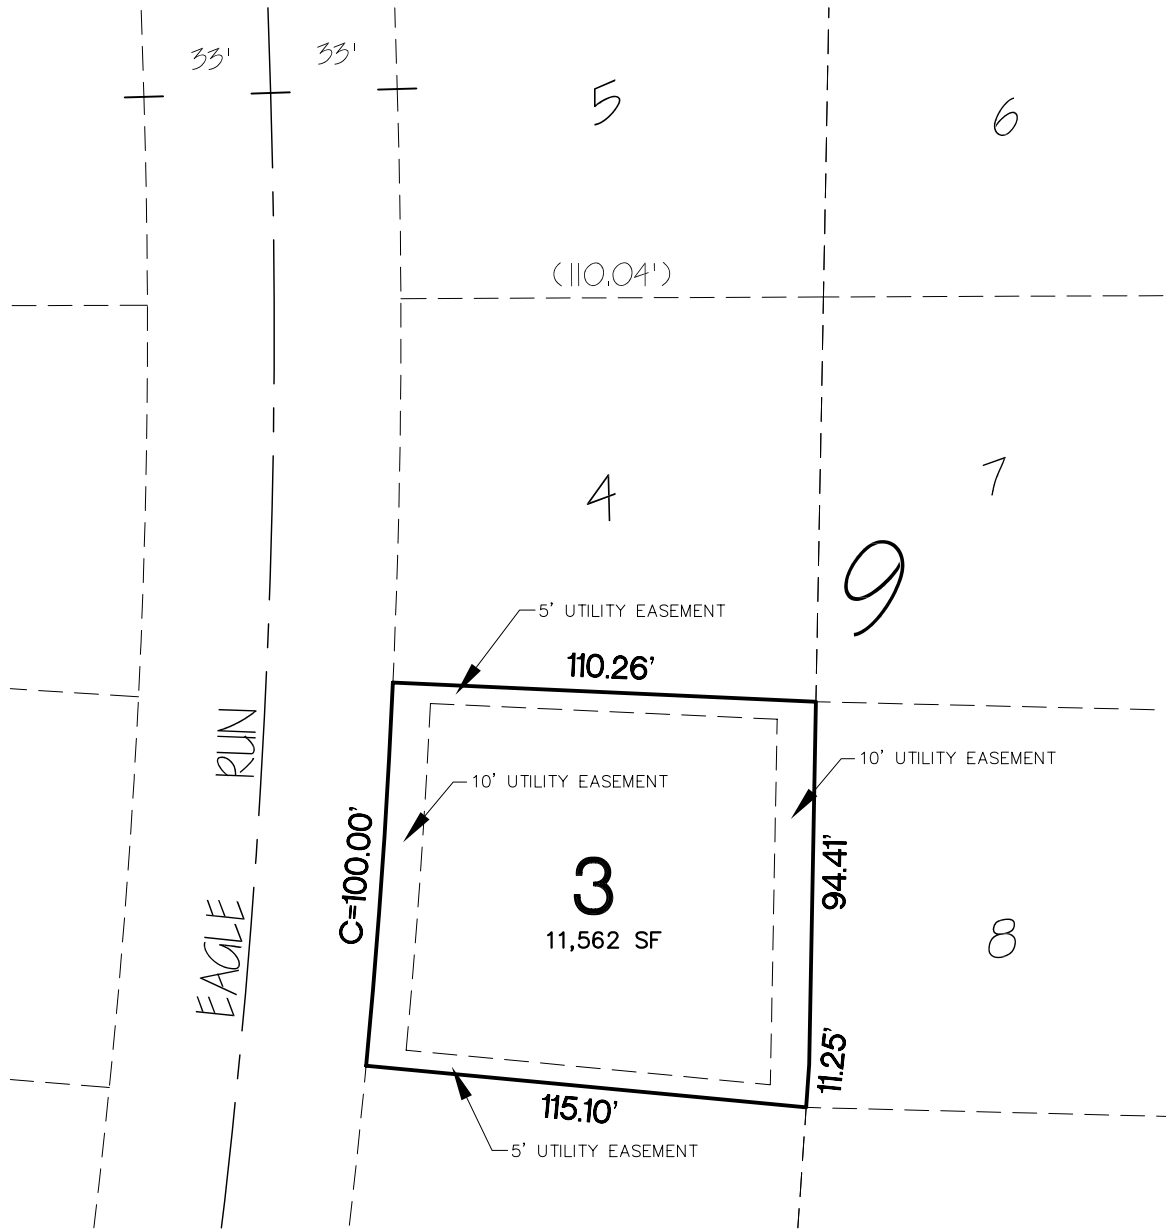 33'
33'
5
6
(110.04')
4
7
9
5' UTILITY EASEMENT
110.26'
10' UTILITY EASEMENT
10' UTILITY EASEMENT
C=100.00'
94.41'
3
11,562 SF
8
EAGLE RUN
11.25'
115.10'
5' UTILITY EASEMENT